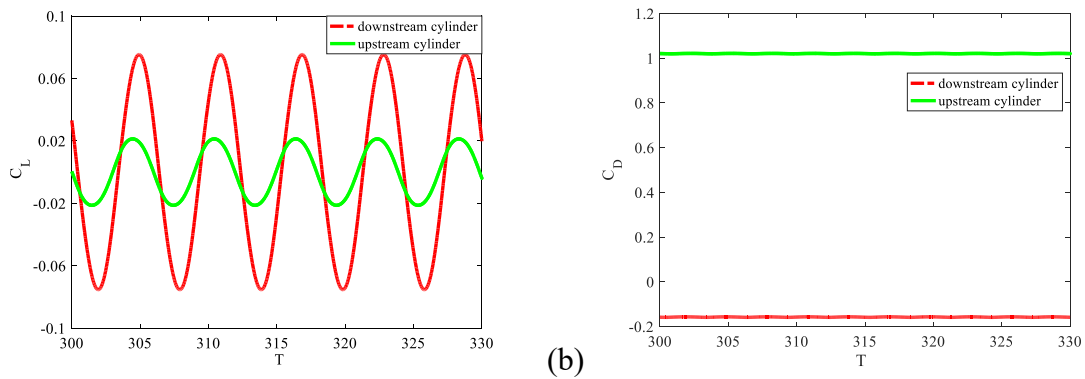 0.1
0.06
0.02
-0.02
-0.06
-0.1
C_L
300 305 310 315 320 325 330
T
downstream cylinder
upstream cylinder
(b)
1.2
1
0.8
0.6
0.4
0.2
0
-0.2
C_D
300 305 310 315 320 325 330
T
downstream cylinder
upstream cylinder